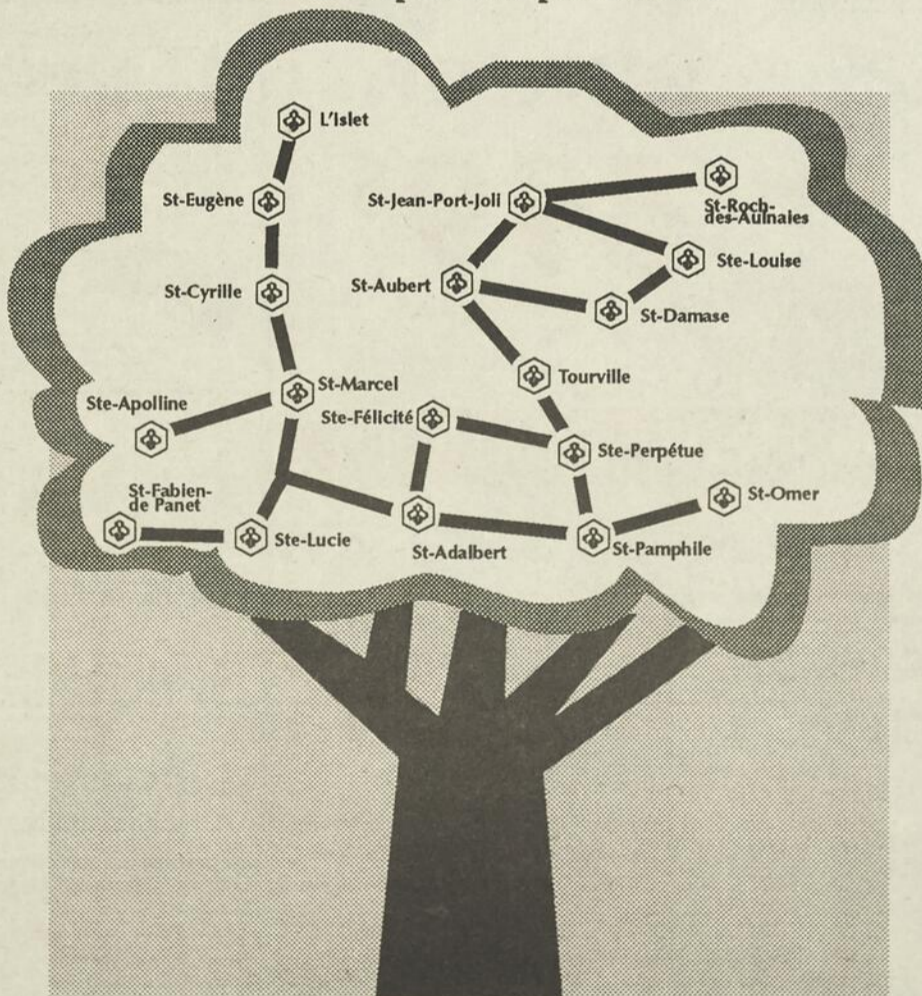 L'Islet
St-Eugène
St-Jean-Port-Joli
St-Roch-
des-Aulnaies
Ste-Louise
St-Cyrille
St-Aubert
St-Damase
St-Marcel
Tourville
Ste-Apolline
Ste-Félicité
Ste-Perpétue
St-Fabien-
de Panet
St-Omer
Ste-Lucie
St-Adalbert
St-Pamphile